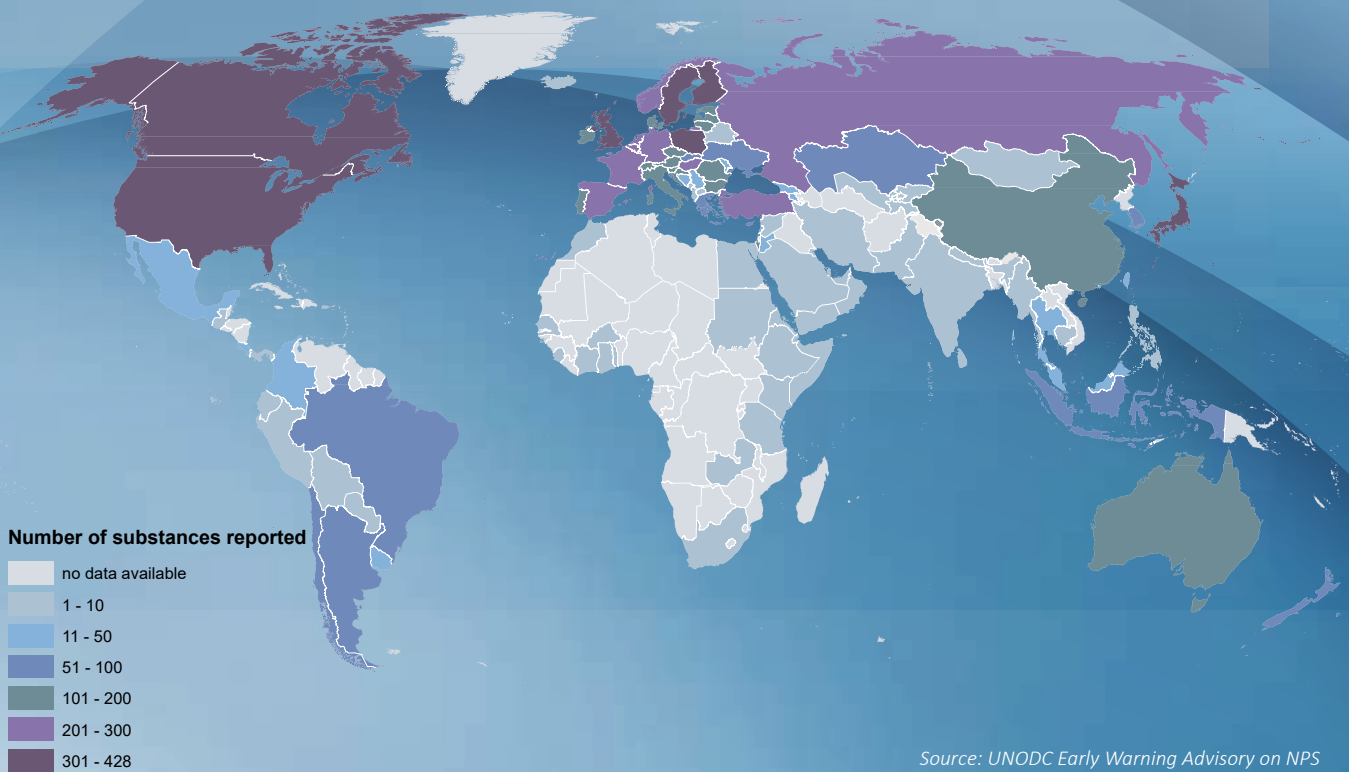 Number of substances reported
no data available
1 - 10
11 - 50
51 - 100
101 - 200
201 - 300
301 - 428
Source: UNODC Early Warning Advisory on NPS